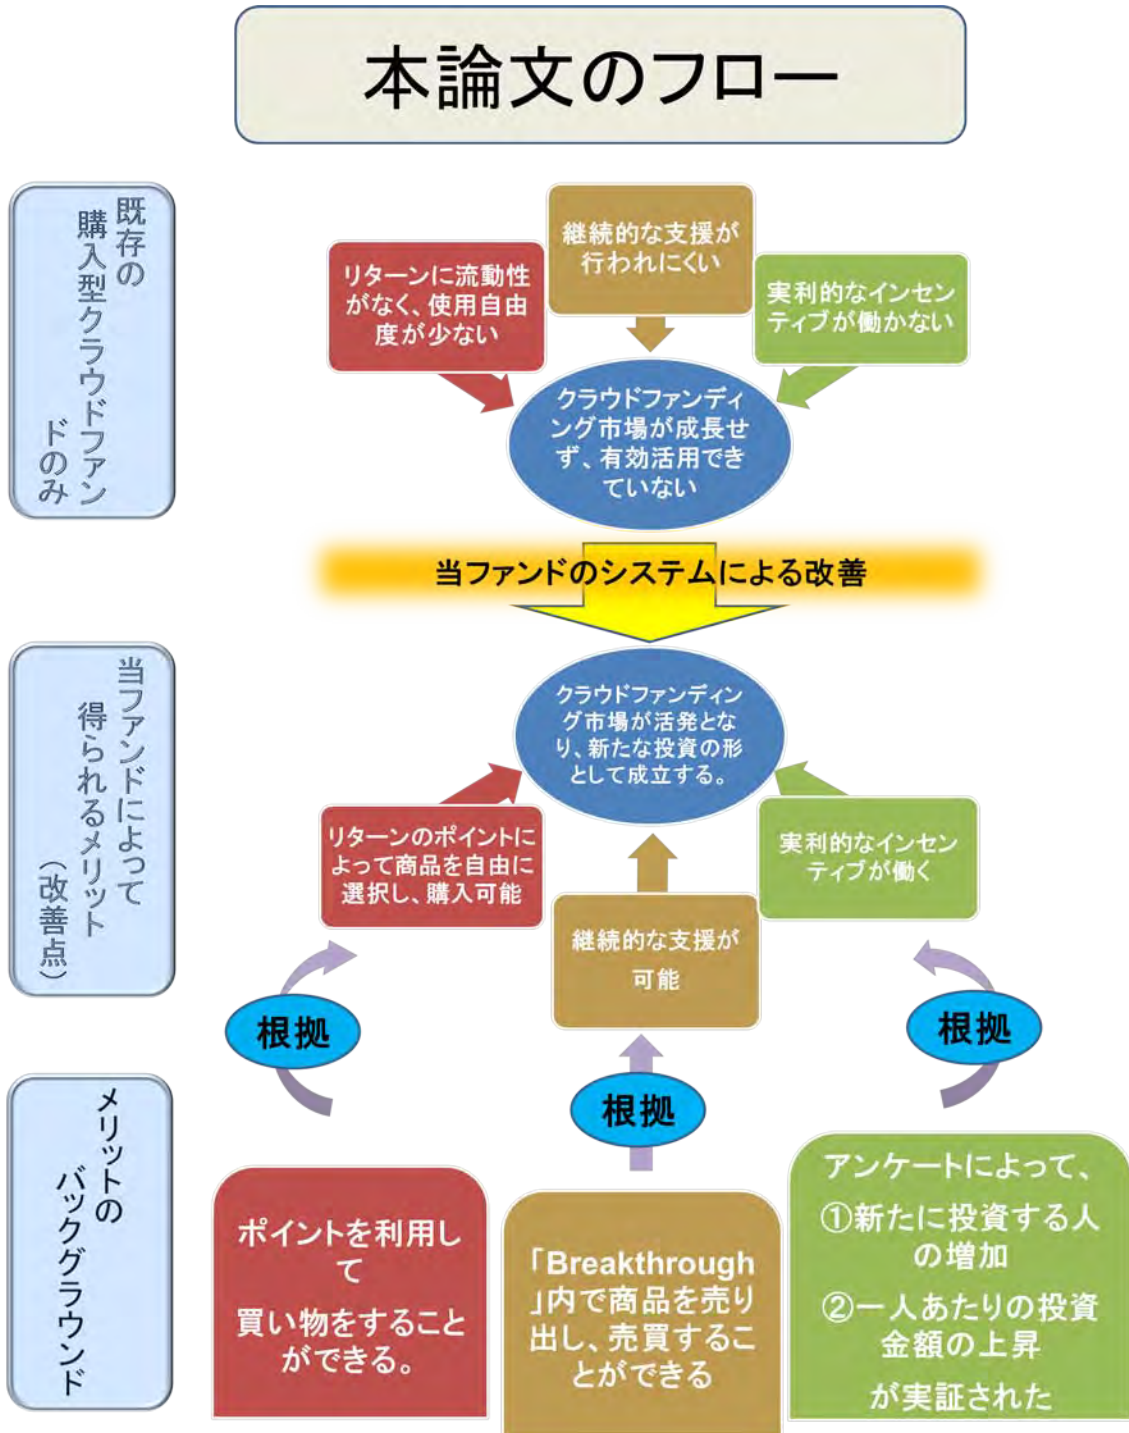 本論文のフロー
既存の
購入型クラウドファン
ドのみ
リターンに流動性
がなく、使用自由
度が少ない
継続的な支援が
行われにくい
実利的なインセン
ティブが働かない
クラウドファンディ
ング市場が成長せ
ず、有効活用でき
ていない
当ファンドのシステムによる改善
当ファンドによって
得られるメリット
（改善点）
クラウドファンディン
グ市場が活発とな
り、新たな投資の形
として成立する。
リターンのポイントに
よって商品を自由に
選択し、購入可能
継続的な支援が
可能
実利的なインセン
ティブが働く
根拠
根拠
根拠
メリットの
バックグラウンド
ポイントを利用し
て
買い物をすること
ができる。
「Breakthrough
」内で商品を売り
出し、売買するこ
とができる
アンケートによって、
①新たに投資する人
の増加
②一人あたりの投資
金額の上昇
が実証された